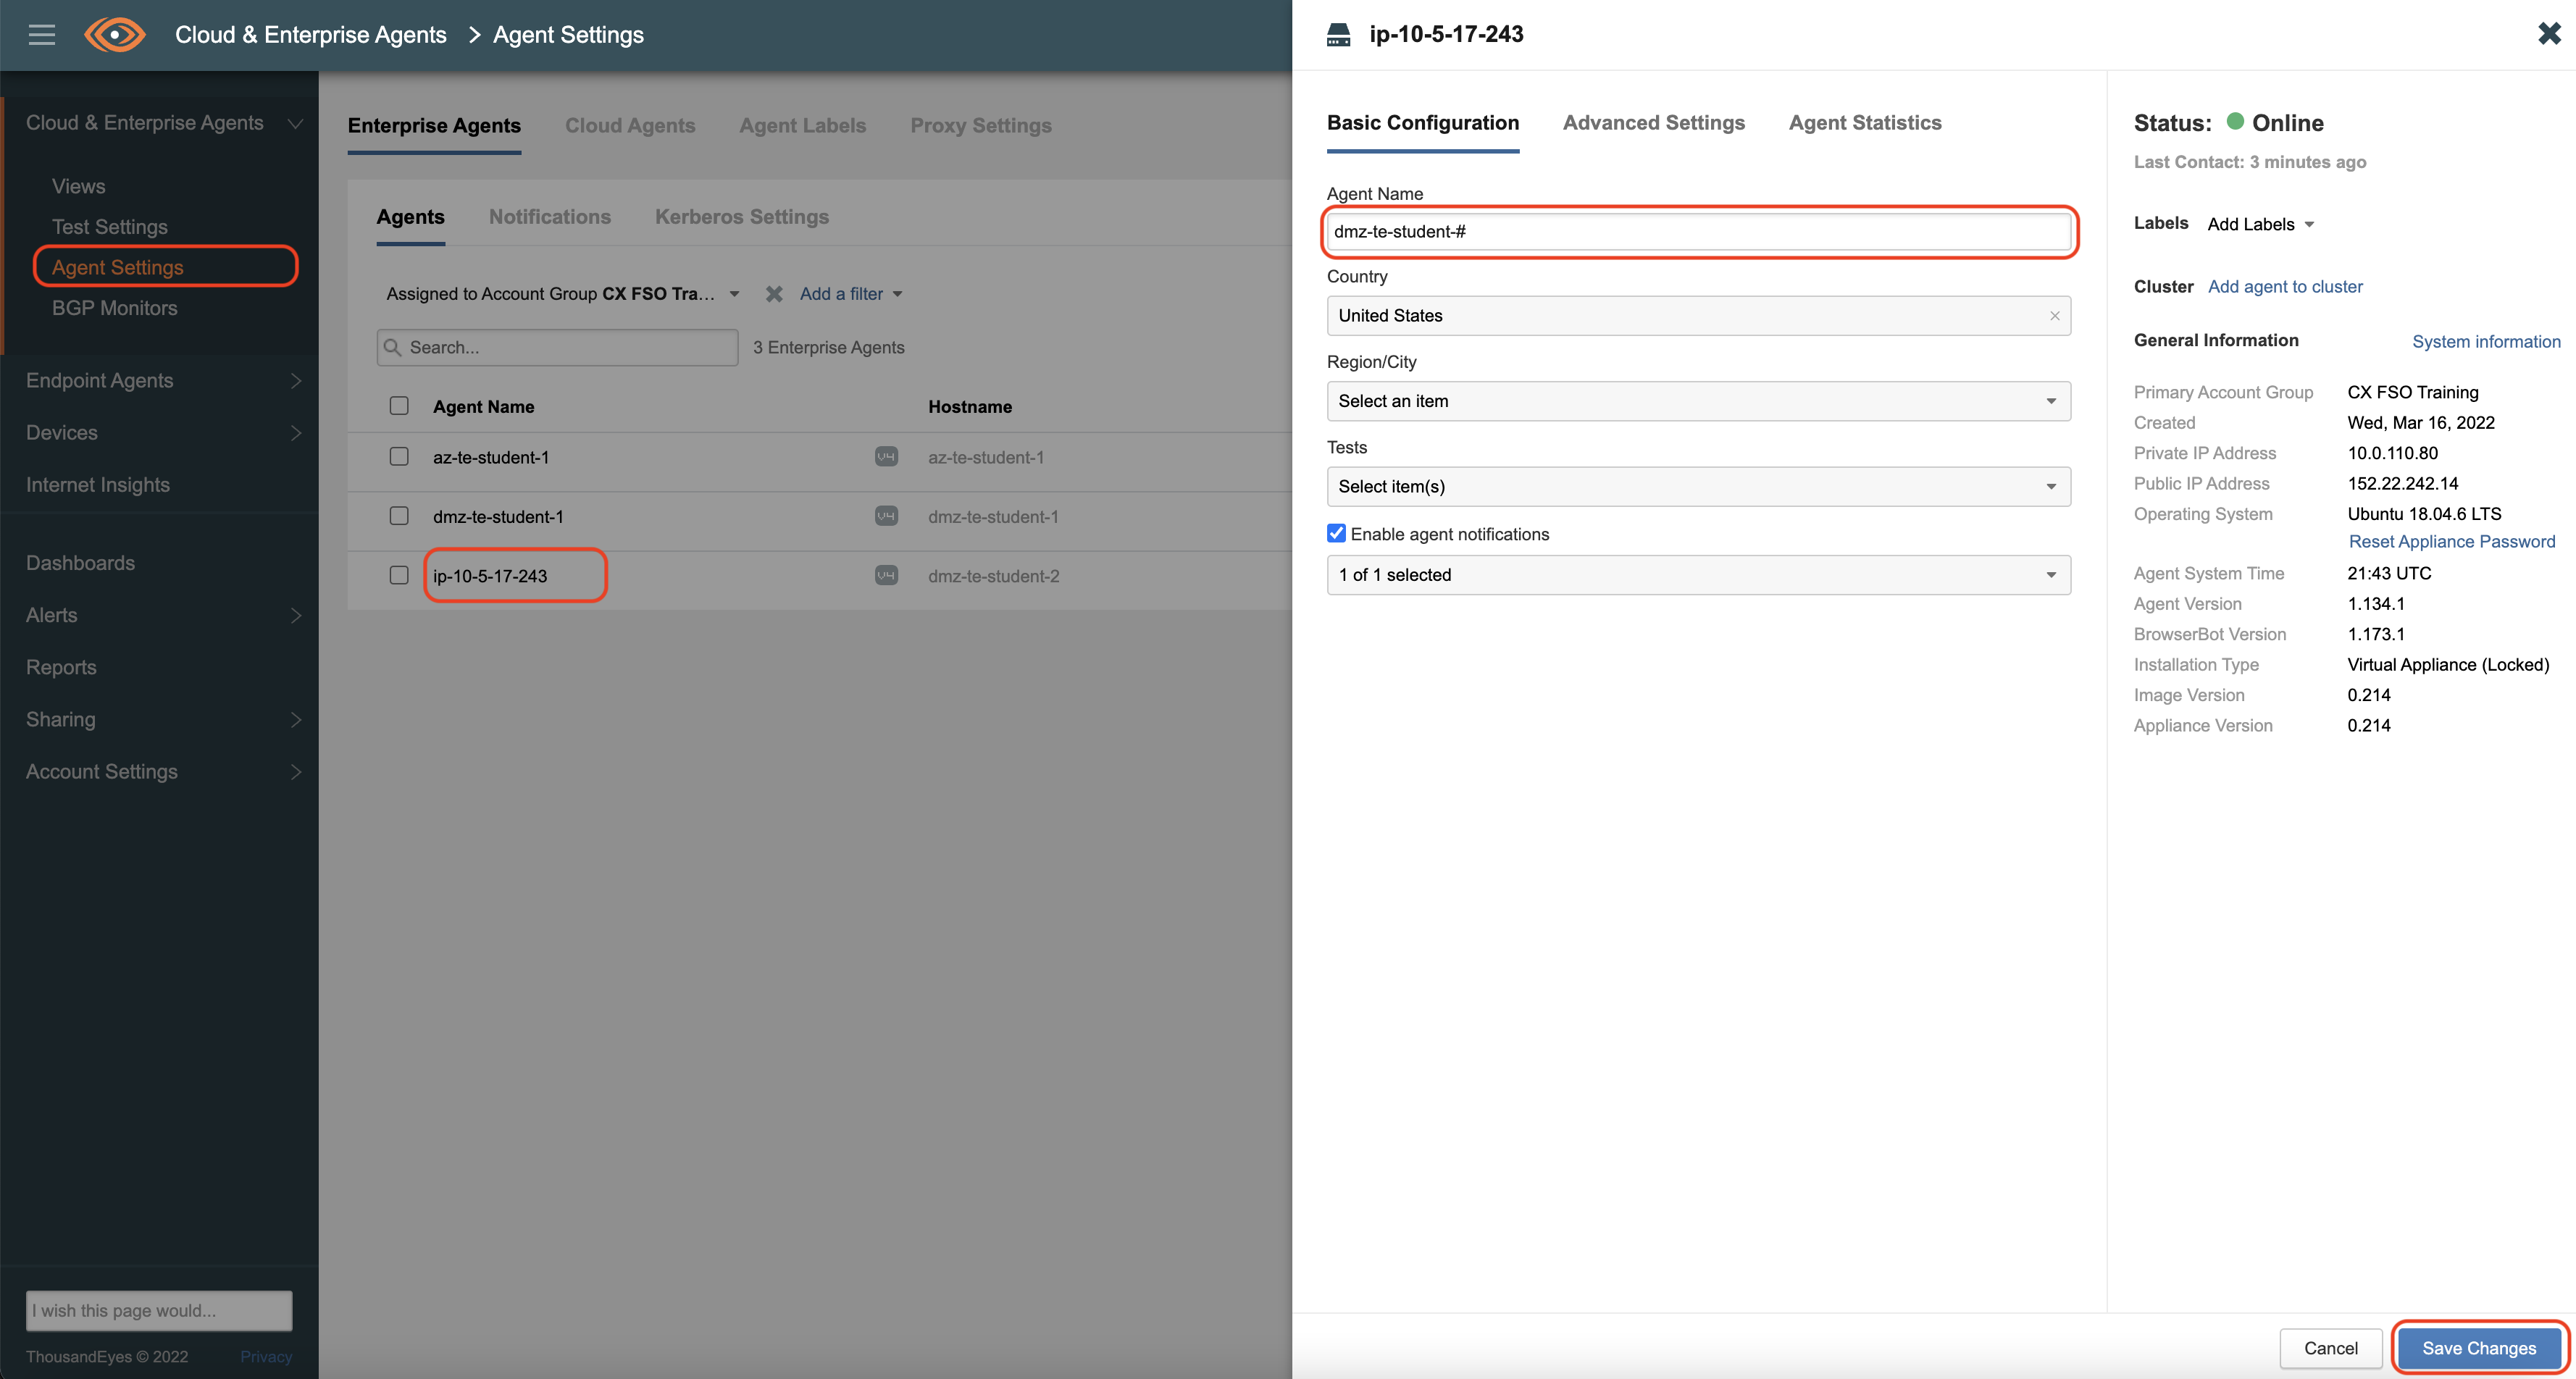 Cloud & Enterprise Agents > Agent Settings
Cloud & Enterprise Agents
Views
Test Settings
Agent Settings
BGP Monitors
Endpoint Agents
Devices
Internet Insights
Dashboards
Alerts
Reports
Sharing
Account Settings
I wish this page would...
ThousandEyes © 2022 Privacy
Enterprise Agents Cloud Agents Agent Labels Proxy Settings
Agents Notifications Kerberos Settings
Assigned to Account Group CX FSO Tra... Add a filter
Search... 3 Enterprise Agents
Agent Name Hostname
az-te-student-1 V4 az-te-student-1
dmz-te-student-1 V4 dmz-te-student-1
ip-10-5-17-243 V4 dmz-te-student-2
ip-10-5-17-243
Basic Configuration Advanced Settings Agent Statistics
Agent Name
dmz-te-student-#
Country
United States
Region/City
Select an item
Tests
Select item(s)
Enable agent notifications
1 of 1 selected
Status: Online
Last Contact: 3 minutes ago
Labels Add Labels
Cluster Add agent to cluster
General Information System information
Primary Account Group CX FSO Training
Created Wed, Mar 16, 2022
Private IP Address 10.0.110.80
Public IP Address 152.22.242.14
Operating System Ubuntu 18.04.6 LTS
Reset Appliance Password
Agent System Time 21:43 UTC
Agent Version 1.134.1
BrowserBot Version 1.173.1
Installation Type Virtual Appliance (Locked)
Image Version 0.214
Appliance Version 0.214
Cancel Save Changes